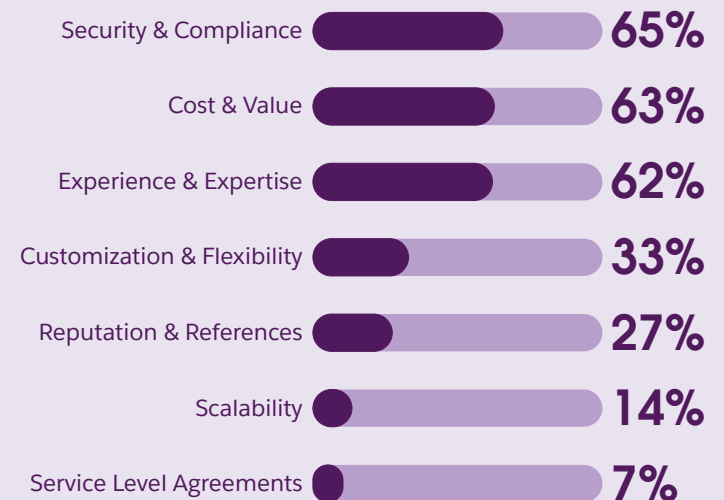 Security & Compliance 65%
Cost & Value 63%
Experience & Expertise 62%
Customization & Flexibility 33%
Reputation & References 27%
Scalability 14%
Service Level Agreements 7%